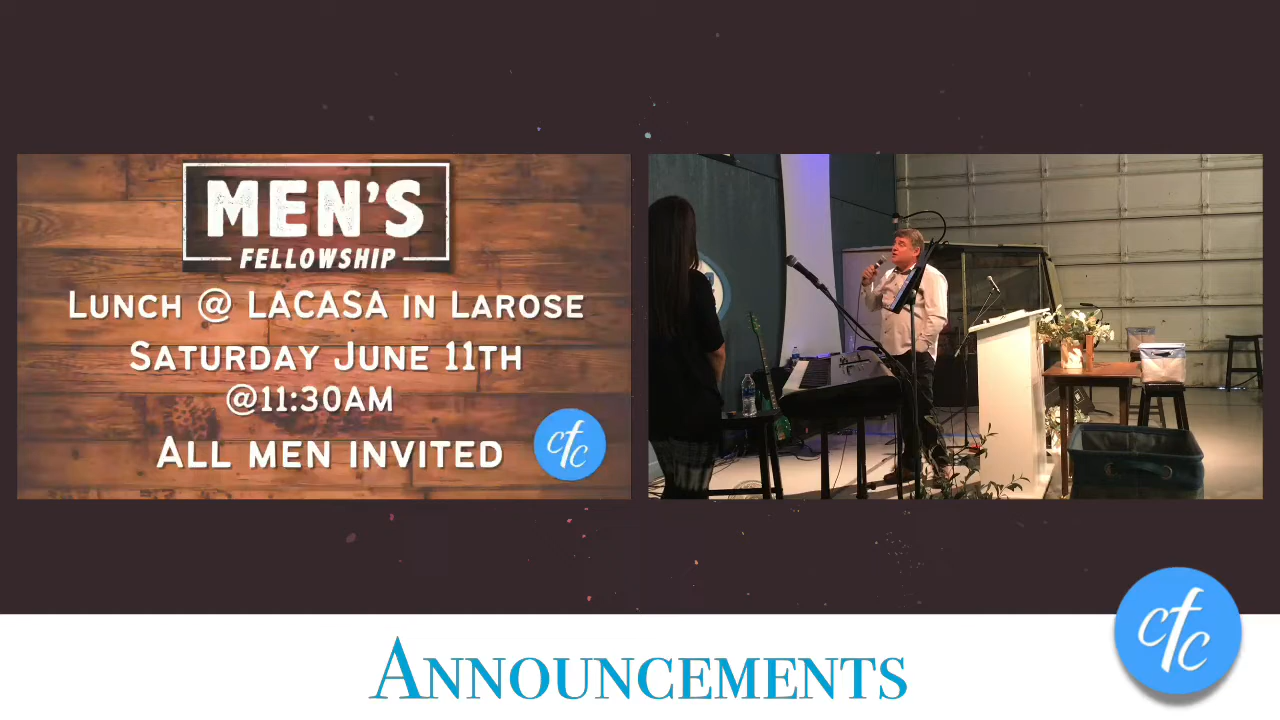 MEN'S
FELLOWSHIP
LUNCH @ LACASA IN LAROSE
SATURDAY JUNE 11TH
@11:30AM
ALL MEN INVITED
cfc
ANNOUNCEMENTS
cfc